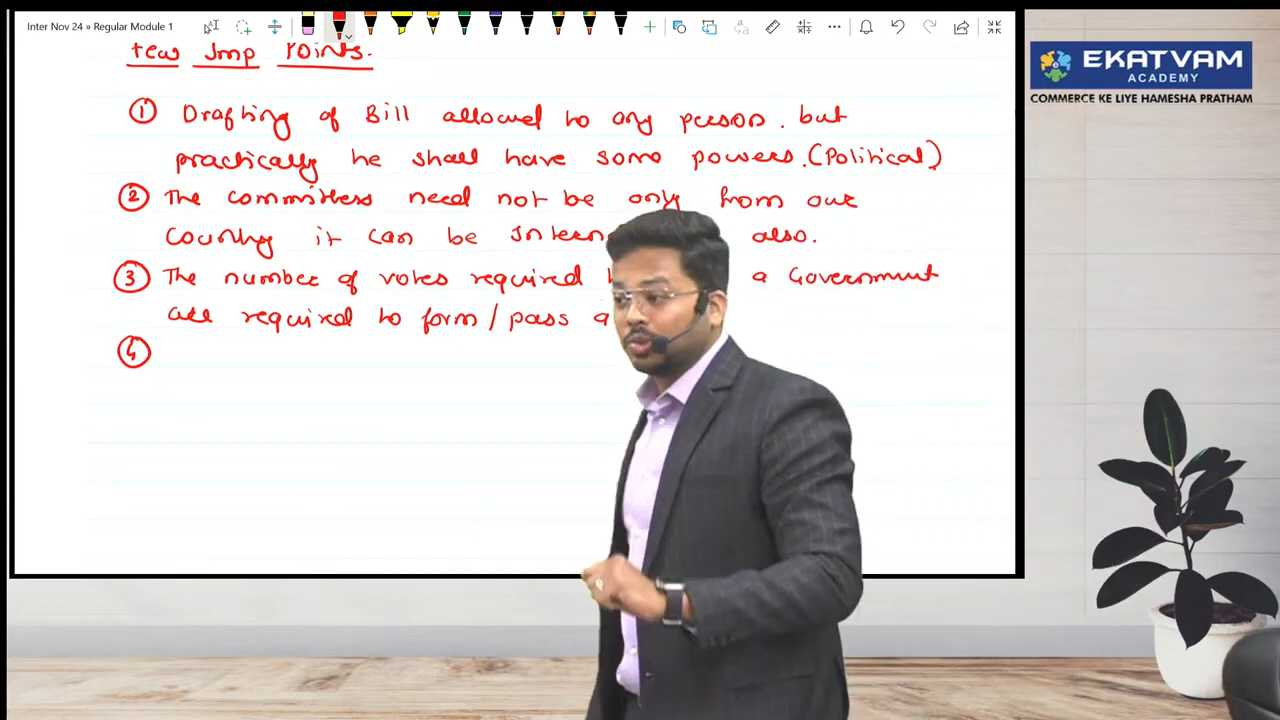 Inter Nov 24 » Regular Module 1
EKATVAM
ACADEMY
COMMERCE KE LIYE HAMESHA PRATHAM
Few Imp Points.
① Drafting of Bill allowed to any person. but
practically he shall have some powers. (Political)
② The committees need not be only from our
country it can be also.
③ The number of votes required a Government
are required to form / pass a
④